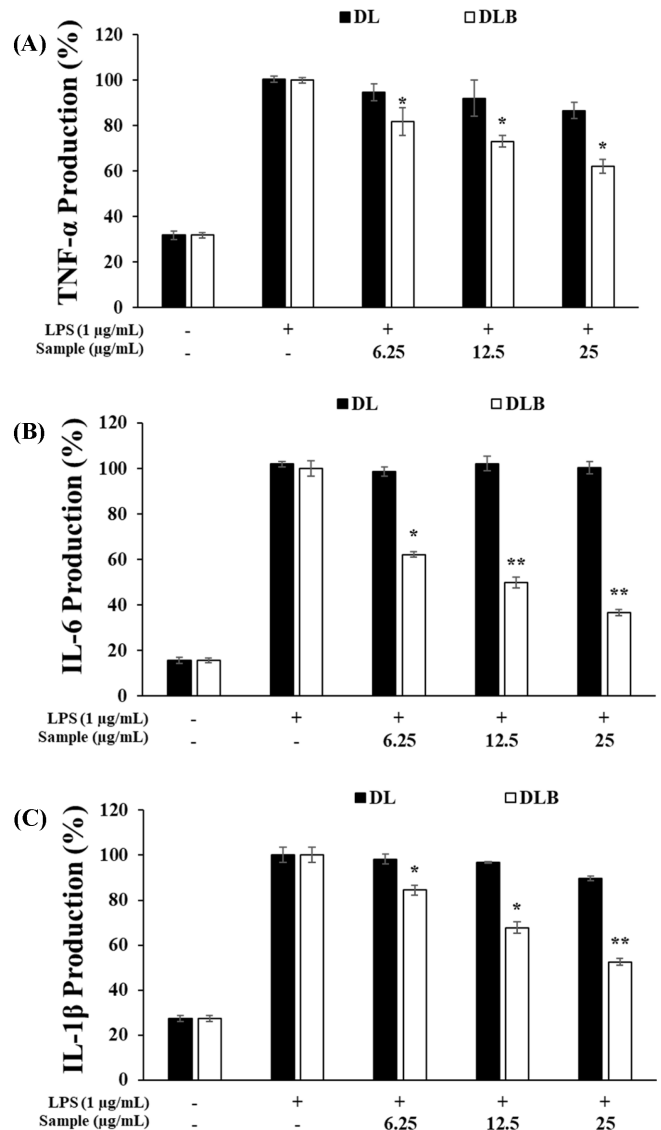 (A)
DL DLB
TNF-α Production (%)
120
100
80
60
40
20
0
* * *
LPS (1 µg/mL) - + + + +
Sample (µg/mL) - - 6.25 12.5 25
(B)
DL DLB
IL-6 Production (%)
120
100
80
60
40
20
0
* ** **
LPS (1 µg/mL) - + + + +
Sample (µg/mL) - - 6.25 12.5 25
(C)
DL DLB
IL-1β Production (%)
120
100
80
60
40
20
0
* * **
LPS (1 µg/mL) - + + + +
Sample (µg/mL) - - 6.25 12.5 25